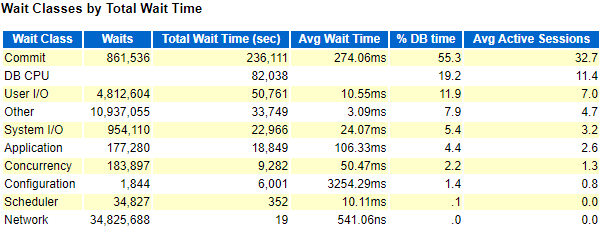 Wait Classes by Total Wait Time
Wait Class Waits Total Wait Time (sec) Avg Wait Time % DB time Avg Active Sessions
Commit 861,536 236,111 274.06ms 55.3 32.7
DB CPU 82,038 19.2 11.4
User I/O 4,812,604 50,761 10.55ms 11.9 7.0
Other 10,937,055 33,749 3.09ms 7.9 4.7
System I/O 954,110 22,966 24.07ms 5.4 3.2
Application 177,280 18,849 106.33ms 4.4 2.6
Concurrency 183,897 9,282 50.47ms 2.2 1.3
Configuration 1,844 6,001 3254.29ms 1.4 0.8
Scheduler 34,827 352 10.11ms .1 0.0
Network 34,825,688 19 541.06ns .0 0.0